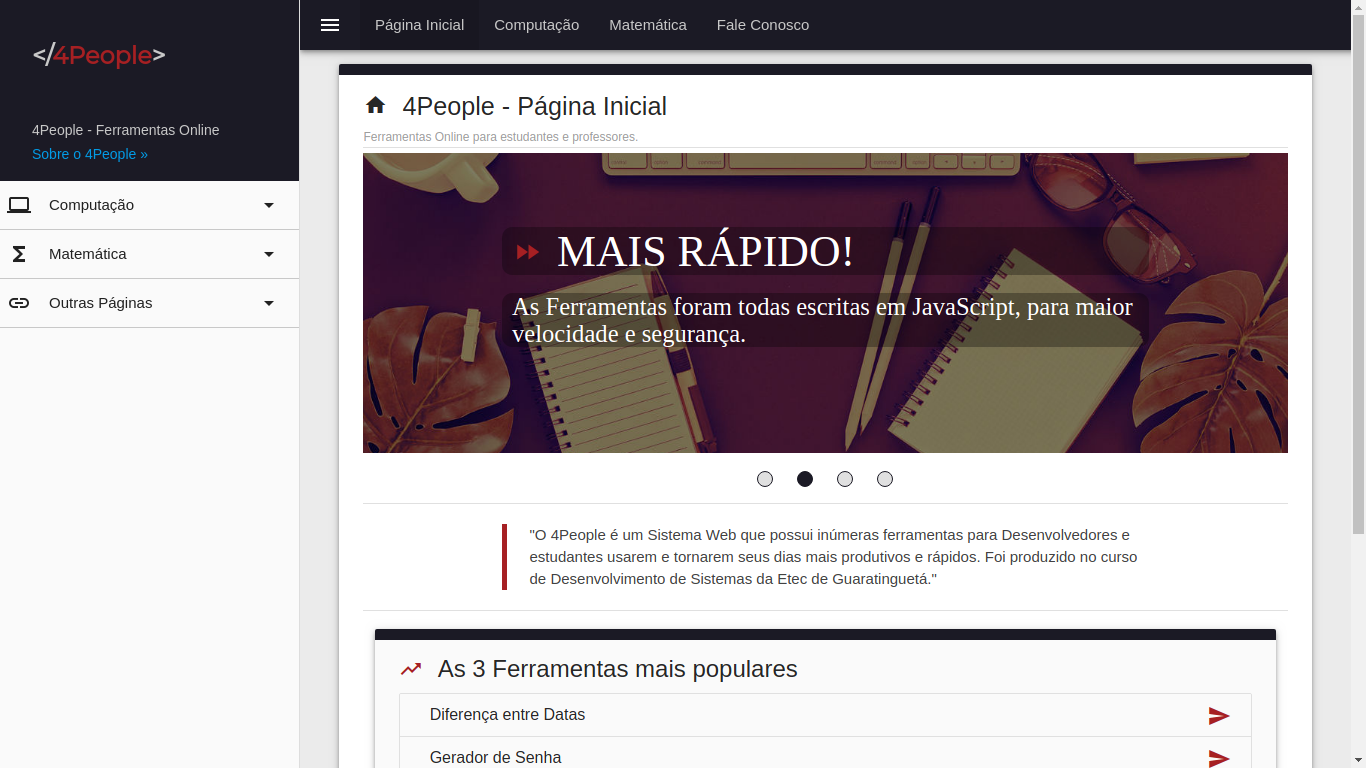 </4People>
4People - Ferramentas Online
Sobre o 4People »
Computação
Matemática
Outras Páginas
Página Inicial
Computação
Matemática
Fale Conosco
4People - Página Inicial
Ferramentas Online para estudantes e professores.
MAIS RÁPIDO!
As Ferramentas foram todas escritas em JavaScript, para maior
velocidade e segurança.
"O 4People é um Sistema Web que possui inúmeras ferramentas para Desenvolvedores e
estudantes usarem e tornarem seus dias mais produtivos e rápidos. Foi produzido no curso
de Desenvolvimento de Sistemas da Etec de Guaratinguetá."
As 3 Ferramentas mais populares
Diferença entre Datas
Gerador de Senha